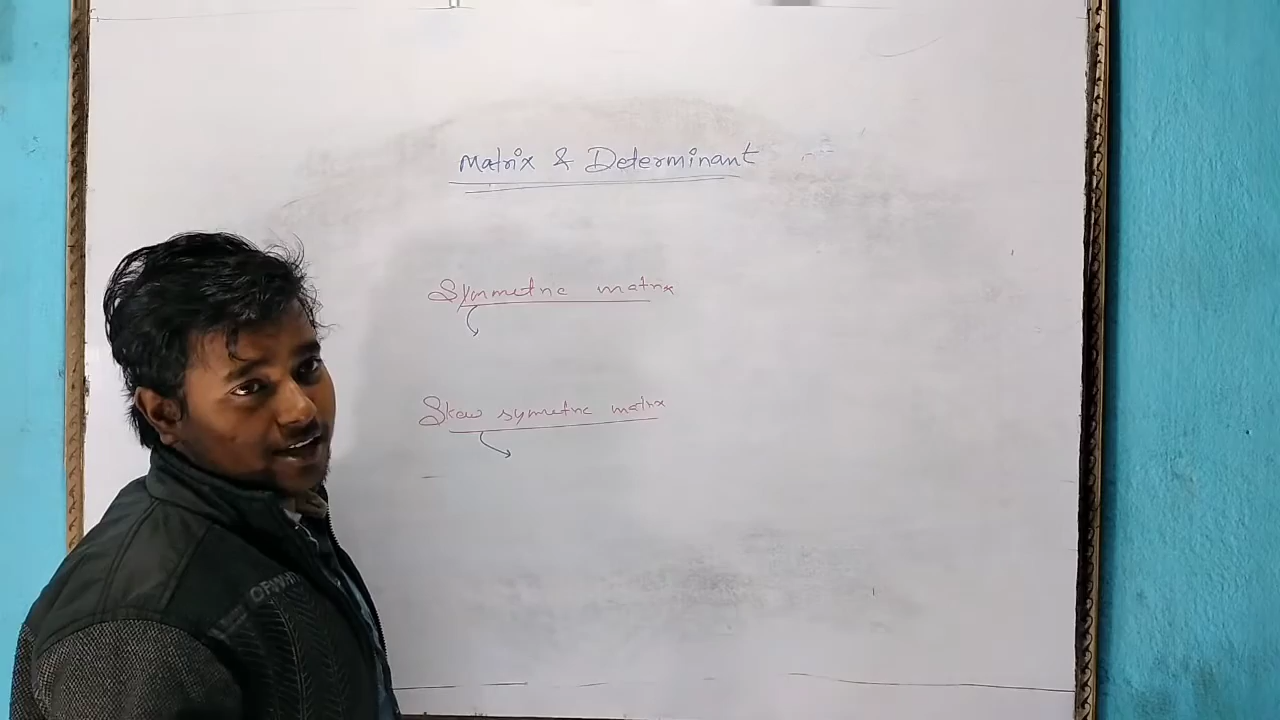 Matrix & Determinant
Symmetric matrix
Skew symetric matrix